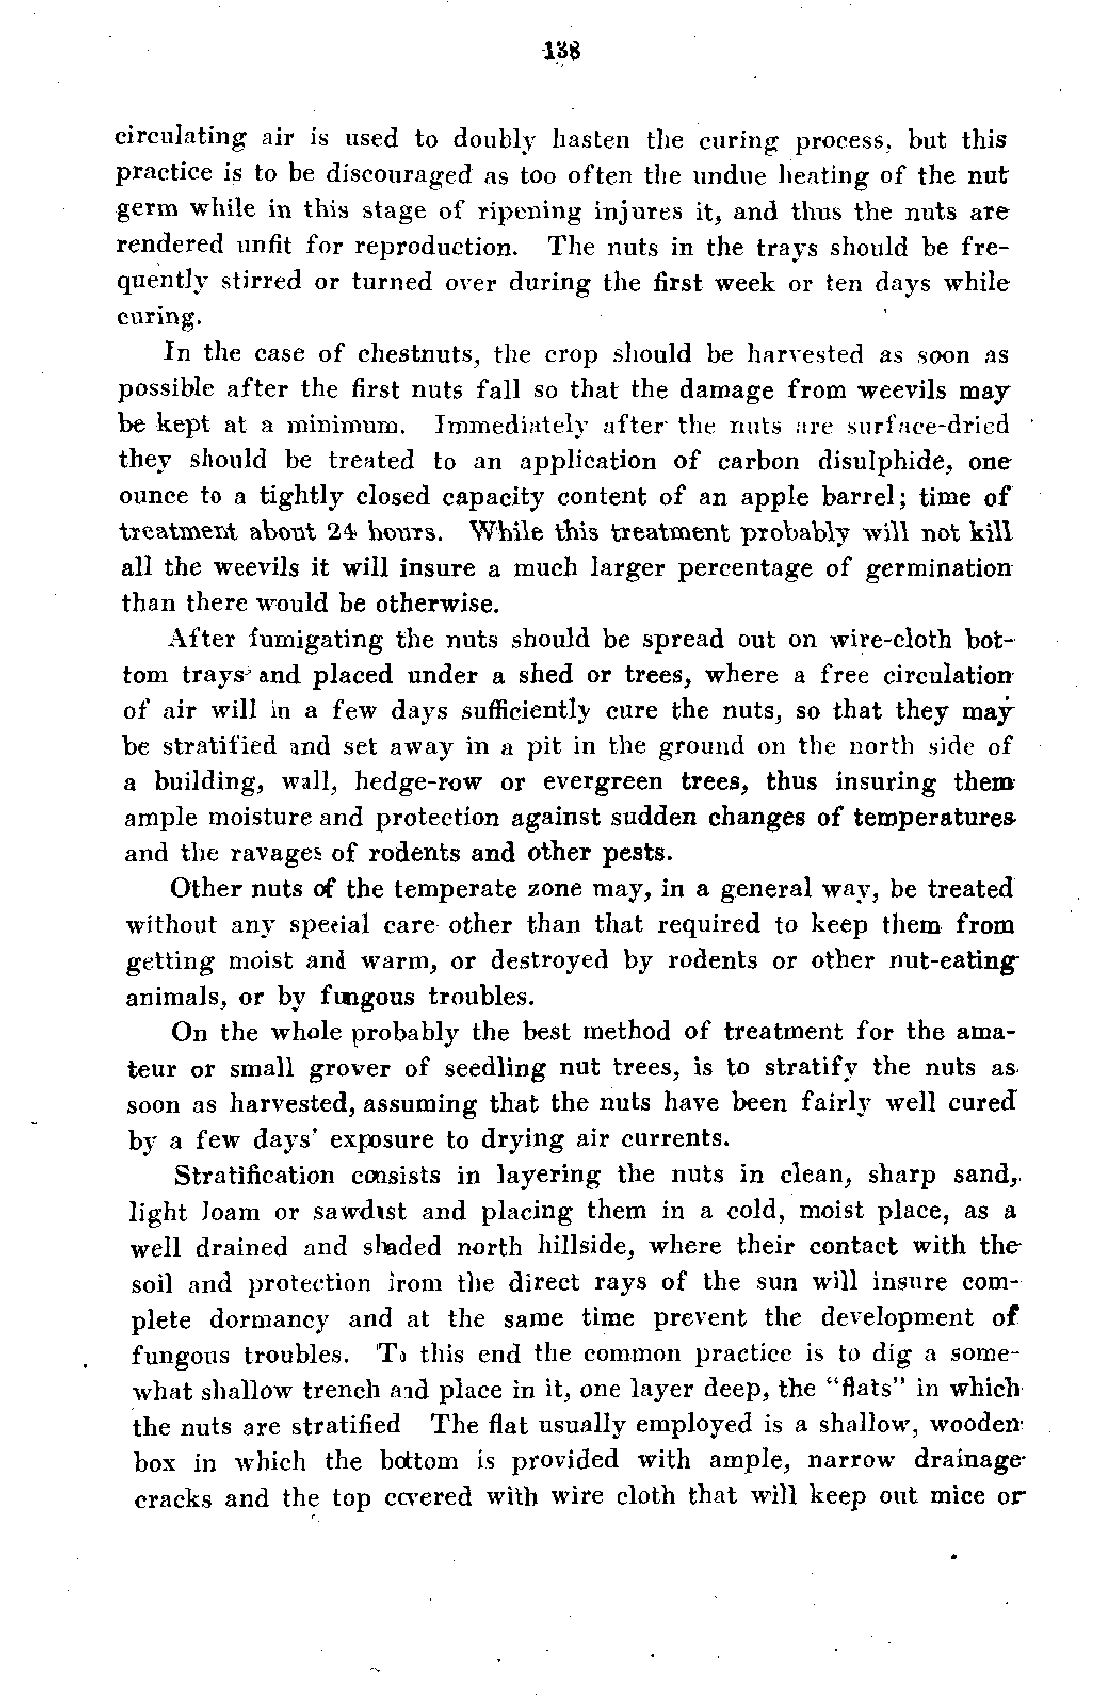 138
circulating air is used to doubly hasten the curing process, but this
practice is to be discouraged as too often the undue heating of the nut
germ while in this stage of ripening injures it, and thus the nuts are
rendered unfit for reproduction. The nuts in the trays should be fre-
quently stirred or turned over during the first week or ten days while
curing.
In the case of chestnuts, the crop should be harvested as soon as
possible after the first nuts fall so that the damage from weevils may
be kept at a minimum. Immediately after the nuts are surface-dried
they should be treated to an application of carbon disulphide, one
ounce to a tightly closed capacity content of an apple barrel; time of
treatment about 24 hours. While this treatment probably will not kill
all the weevils it will insure a much larger percentage of germination
than there would be otherwise.
After fumigating the nuts should be spread out on wire-cloth bot-
tom trays and placed under a shed or trees, where a free circulation
of air will in a few days sufficiently cure the nuts, so that they may
be stratified and set away in a pit in the ground on the north side of
a building, wall, hedge-row or evergreen trees, thus insuring them
ample moisture and protection against sudden changes of temperatures
and the ravages of rodents and other pests.
Other nuts of the temperate zone may, in a general way, be treated
without any special care other than that required to keep them from
getting moist and warm, or destroyed by rodents or other nut-eating
animals, or by fungous troubles.
On the whole probably the best method of treatment for the ama-
teur or small grover of seedling nut trees, is to stratify the nuts as
soon as harvested, assuming that the nuts have been fairly well cured
by a few days' exposure to drying air currents.
Stratification consists in layering the nuts in clean, sharp sand,
light loam or sawdust and placing them in a cold, moist place, as a
well drained and shaded north hillside, where their contact with the
soil and protection from the direct rays of the sun will insure com-
plete dormancy and at the same time prevent the development of
fungous troubles. To this end the common practice is to dig a some-
what shallow trench and place in it, one layer deep, the "flats" in which
the nuts are stratified The flat usually employed is a shallow, wooden
box in which the bottom is provided with ample, narrow drainage
cracks and the top covered with wire cloth that will keep out mice or